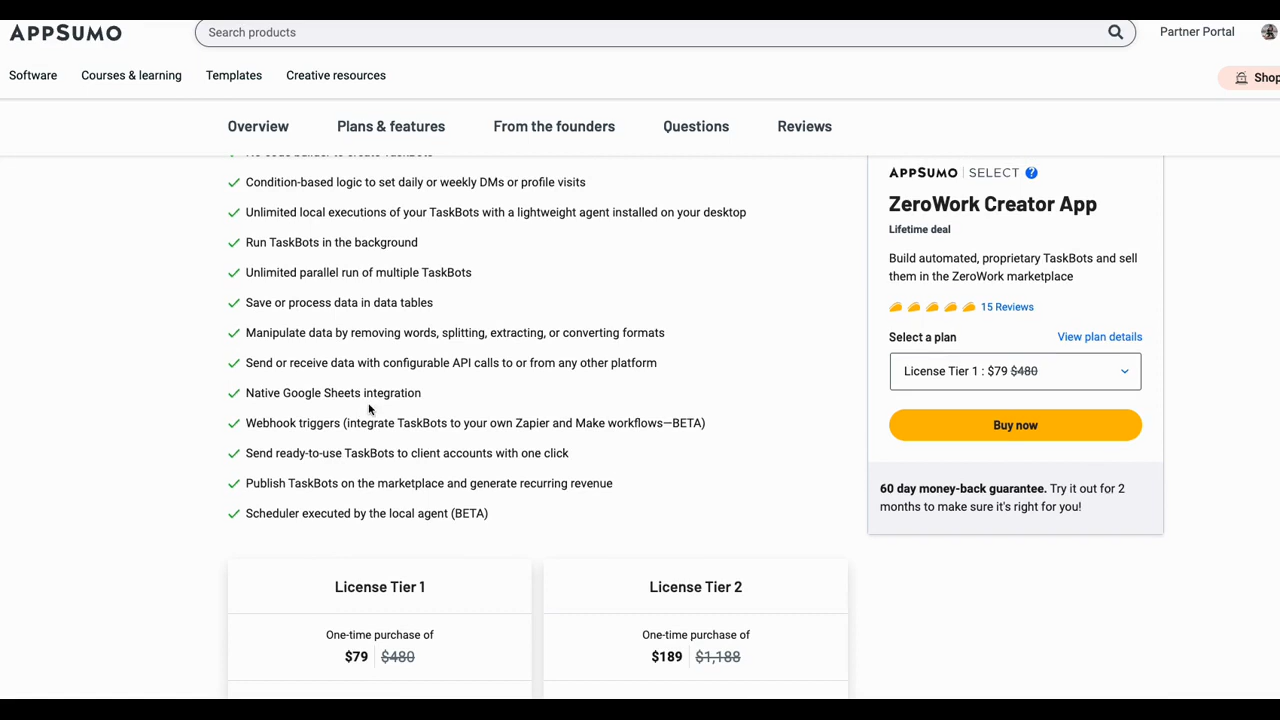 APPSUMO
Search products
Partner Portal
Software
Courses & learning
Templates
Creative resources
Shop
Overview
Plans & features
From the founders
Questions
Reviews
Condition-based logic to set daily or weekly DMs or profile visits
Unlimited local executions of your TaskBots with a lightweight agent installed on your desktop
Run TaskBots in the background
Unlimited parallel run of multiple TaskBots
Save or process data in data tables
Manipulate data by removing words, splitting, extracting, or converting formats
Send or receive data with configurable API calls to or from any other platform
Native Google Sheets integration
Webhook triggers (integrate TaskBots to your own Zapier and Make workflows—BETA)
Send ready-to-use TaskBots to client accounts with one click
Publish TaskBots on the marketplace and generate recurring revenue
Scheduler executed by the local agent (BETA)
License Tier 1
One-time purchase of
$79 $480
License Tier 2
One-time purchase of
$189 $1,188
APPSUMO SELECT ?
ZeroWork Creator App
Lifetime deal
Build automated, proprietary TaskBots and sell
them in the ZeroWork marketplace
15 Reviews
Select a plan
View plan details
License Tier 1 : $79 $480
Buy now
60 day money-back guarantee. Try it out for 2
months to make sure it's right for you!